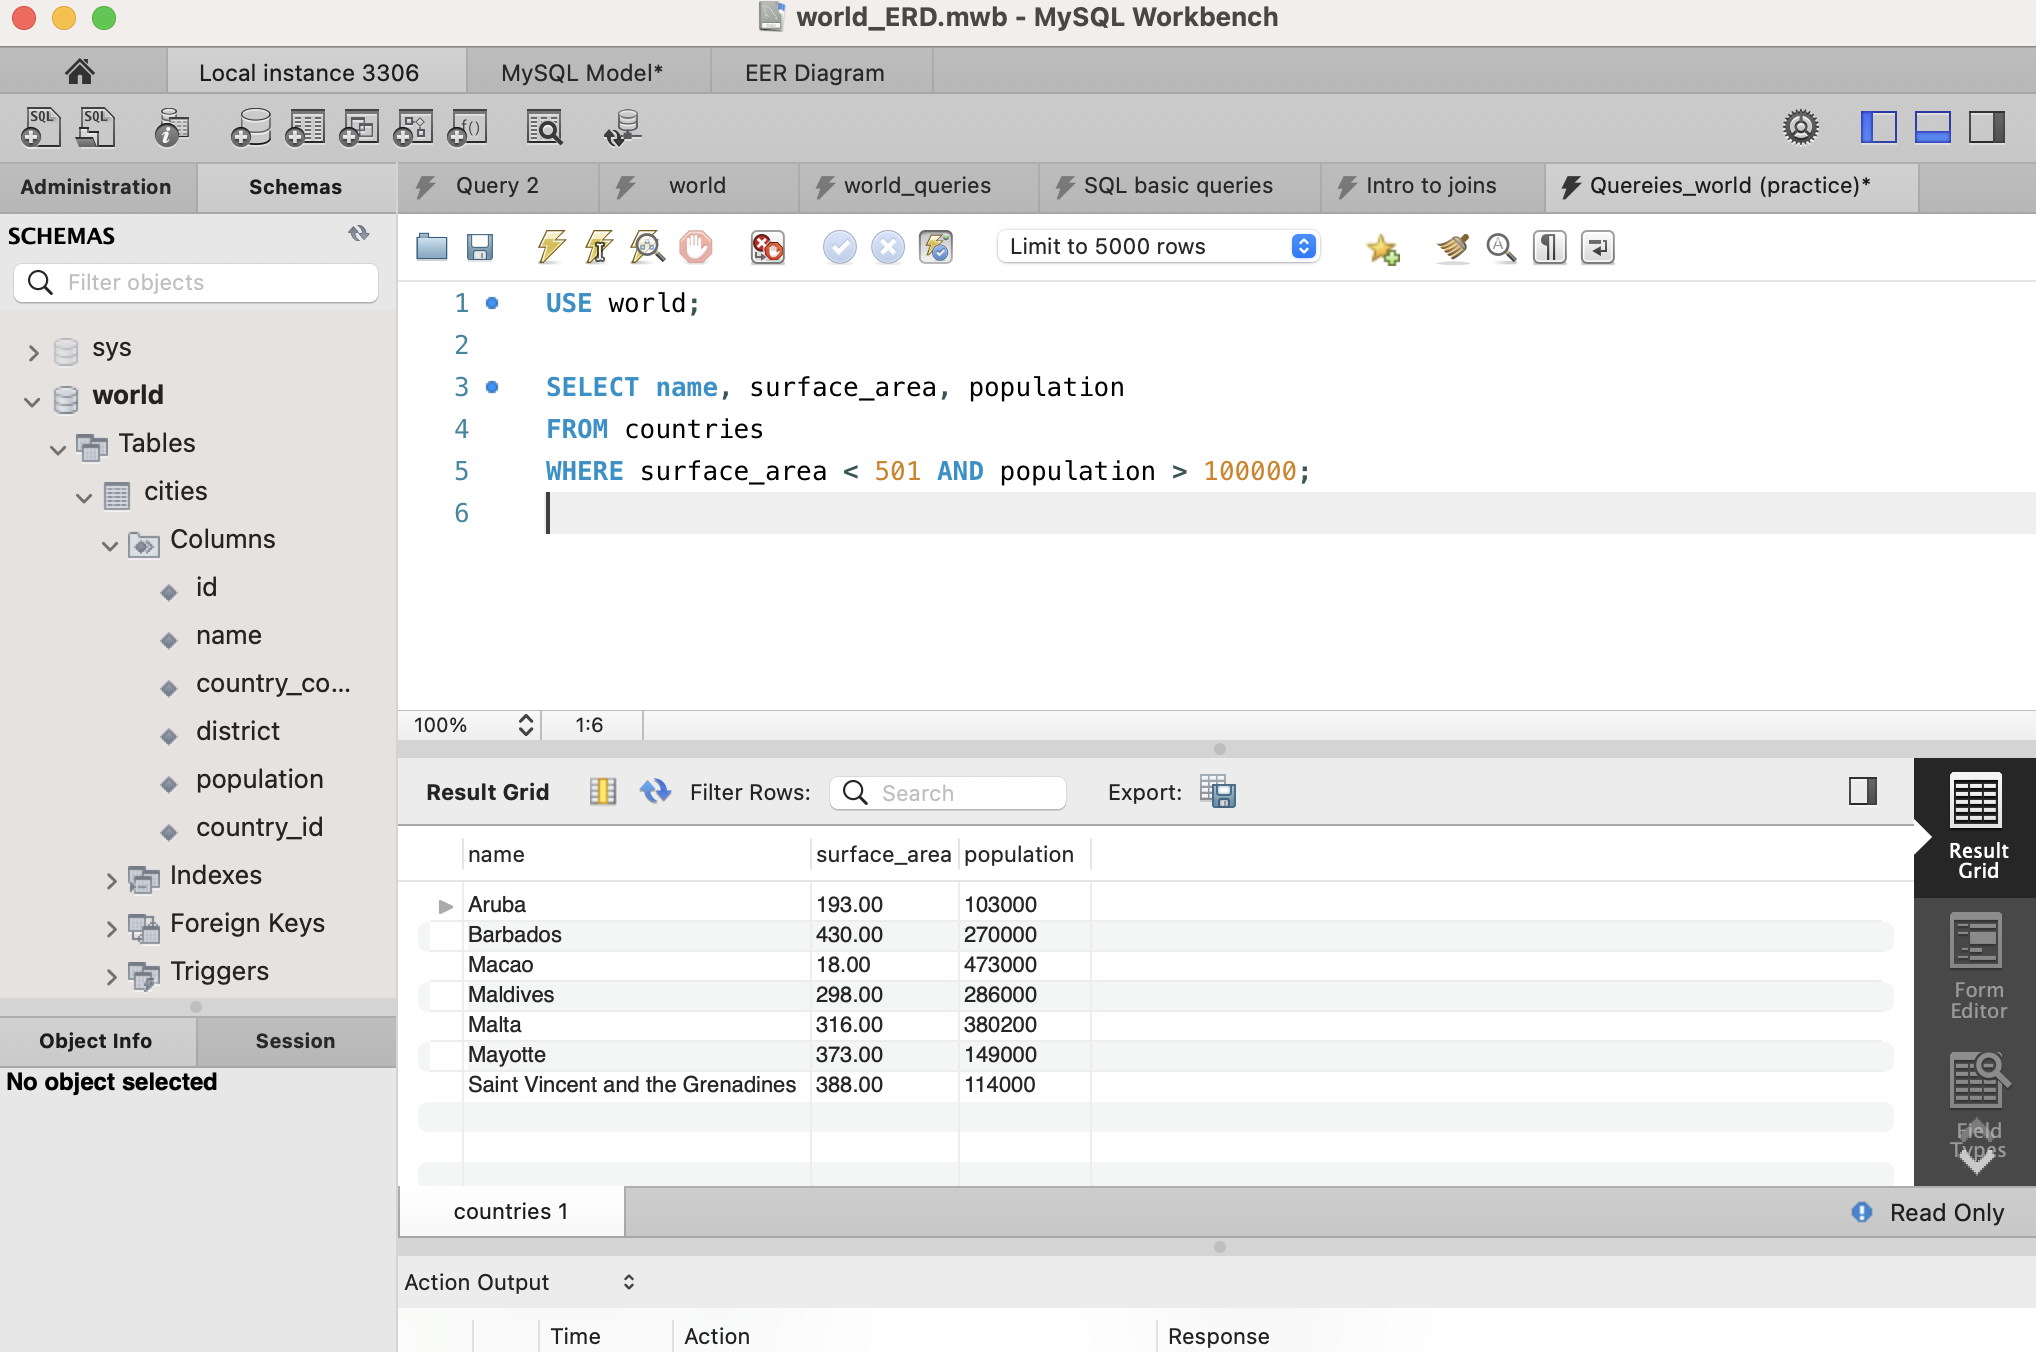 world_ERD.mwb - MySQL Workbench
Local instance 3306
MySQL Model*
EER Diagram
SQL
SQL
Administration
Schemas
Query 2
world
world_queries
SQL basic queries
Intro to joins
Quereies_world (practice)*
SCHEMAS
Filter objects
Limit to 5000 rows
sys
world
Tables
cities
Columns
id
name
country_co...
district
population
country_id
Indexes
Foreign Keys
Triggers
Object Info
Session
No object selected
1 USE world;
2
3 SELECT name, surface_area, population
4 FROM countries
5 WHERE surface_area < 501 AND population > 100000;
6
100%
1:6
Result Grid
Filter Rows:
Search
Export:
name surface_area population
Aruba 193.00 103000
Barbados 430.00 270000
Macao 18.00 473000
Maldives 298.00 286000
Malta 316.00 380200
Mayotte 373.00 149000
Saint Vincent and the Grenadines 388.00 114000
Result
Grid
Form
Editor
Field
Types
countries 1
Read Only
Action Output
Time Action Response